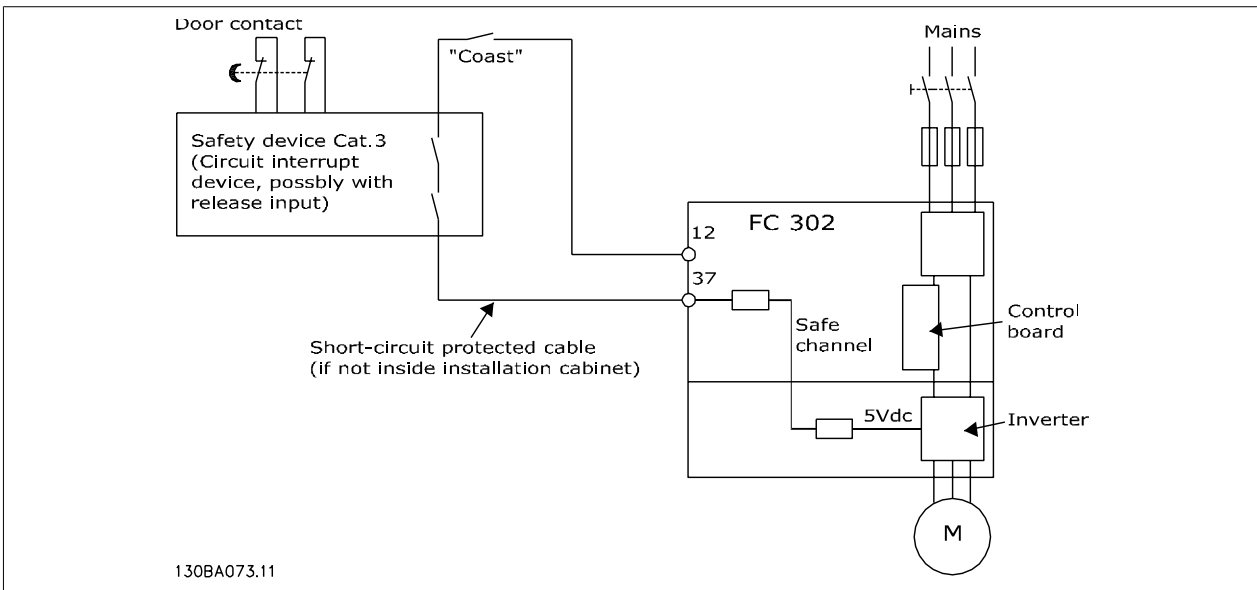 Door contact
"Coast"
Mains
Safety device Cat.3
(Circuit interrupt
device, possbly with
release input)
12
FC 302
37
Safe
channel
Control
board
Short-circuit protected cable
(if not inside installation cabinet)
5Vdc
Inverter
M
130BA073.11